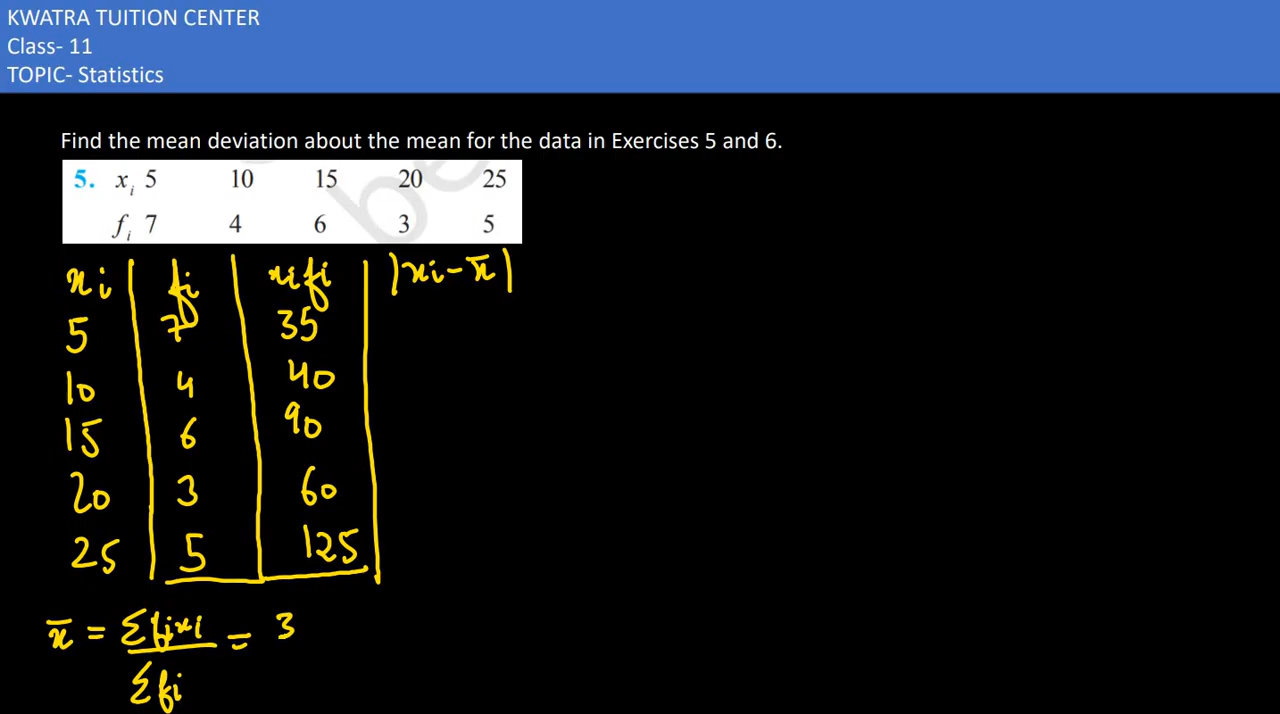 KWATRA TUITION CENTER
Class- 11
TOPIC- Statistics
Find the mean deviation about the mean for the data in Exercises 5 and 6.
5. xᵢ 5 10 15 20 25
fᵢ 7 4 6 3 5
xi fi xifi |xi-x̄|
5 7 35
10 4 40
15 6 90
20 3 60
25 5 125
x̄ = Σfixi = 3
Σfi